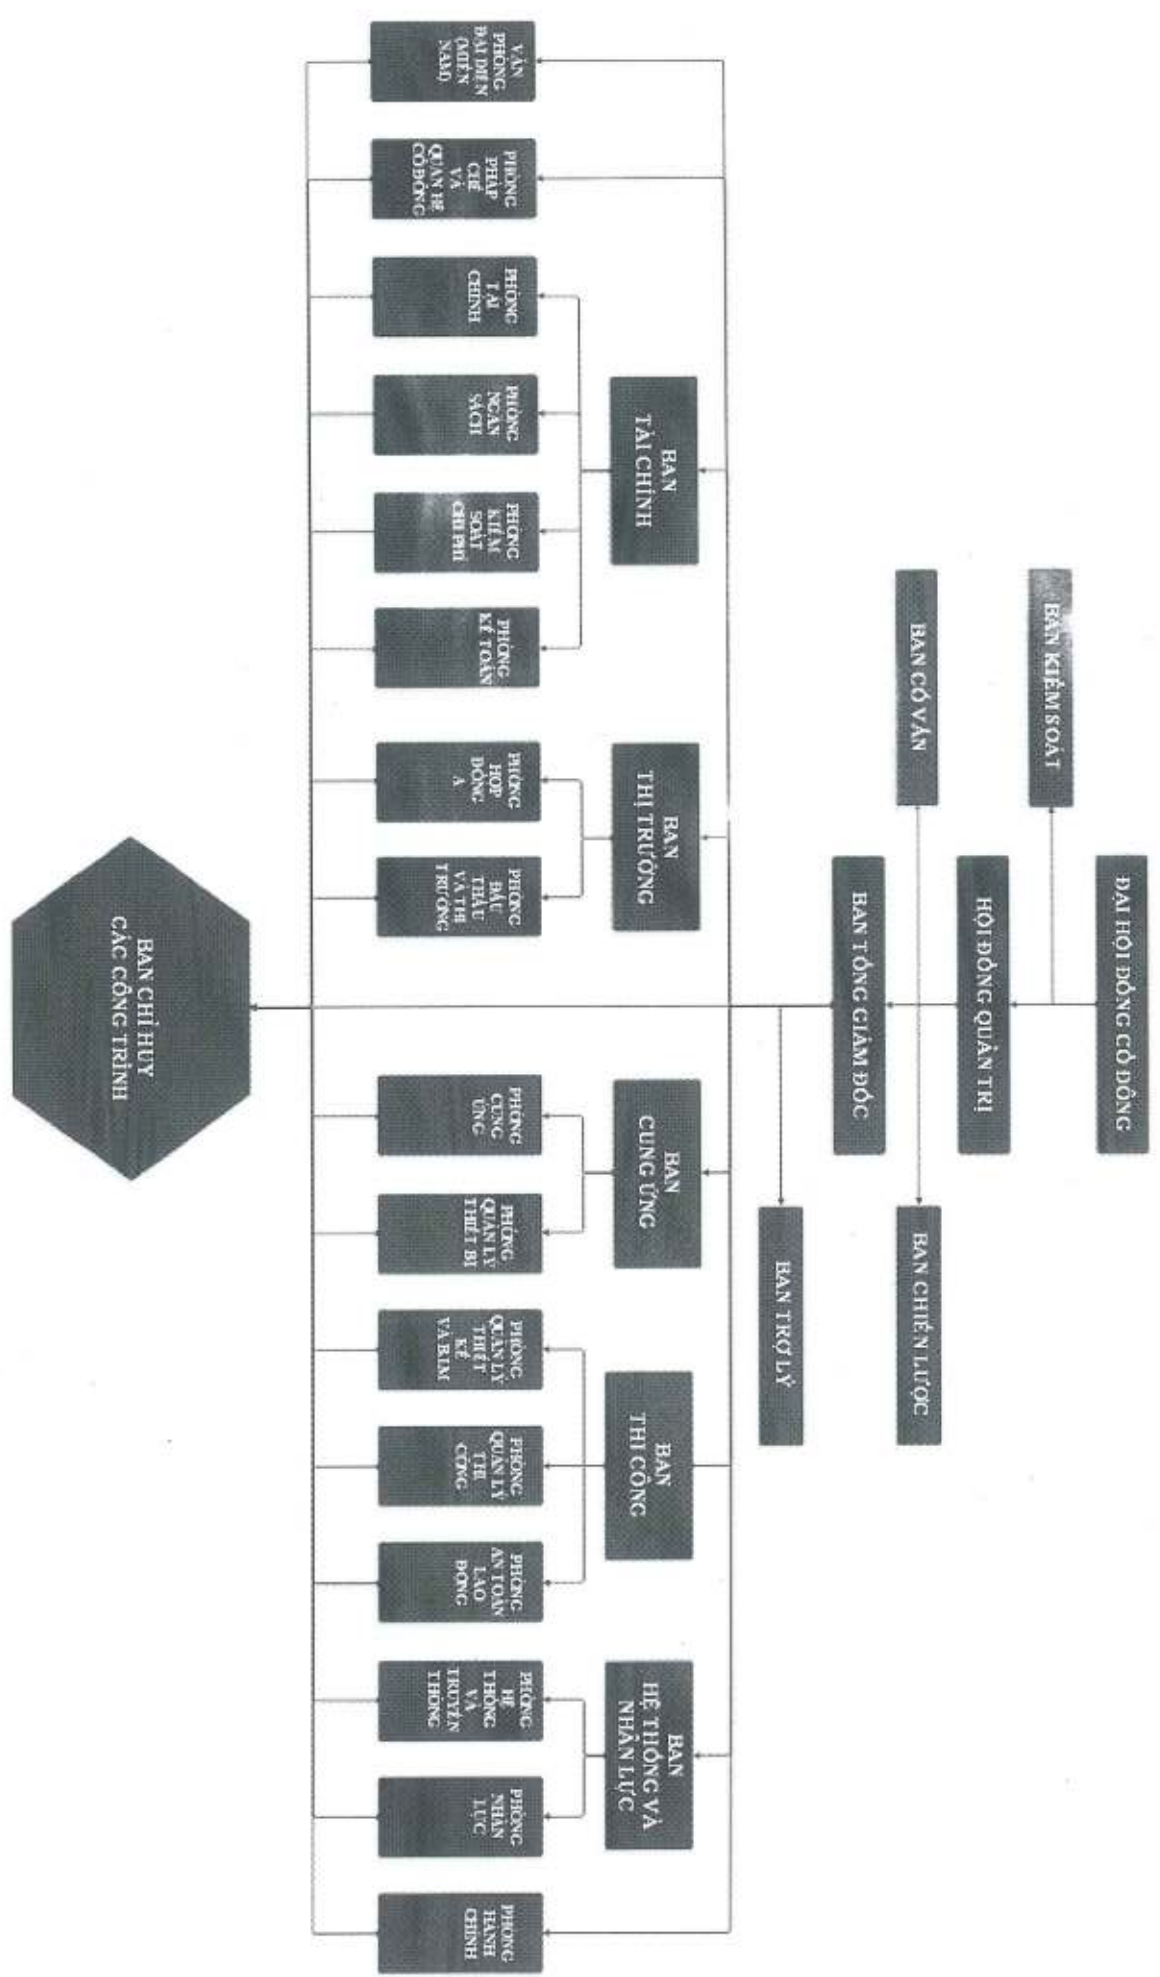 ĐẠI HỘI ĐỒNG CỔ ĐÔNG
BAN KIỂM SOÁT
HỘI ĐỒNG QUẢN TRỊ
BAN CỐ VẤN
BAN CHIẾN LƯỢC
BAN TỔNG GIÁM ĐỐC
BAN TRỢ LÝ
BAN
TÀI CHÍNH
BAN
THỊ TRƯỜNG
BAN
CUNG ỨNG
BAN
THI CÔNG
BAN
HỆ THỐNG VÀ
NHÂN LỰC
VĂN
PHÒNG
ĐẠI DIỆN
(MIỀN
NAM)
PHÒNG
PHÁP
CHẾ
VÀ
QUAN HỆ
CỔ ĐÔNG
PHÒNG
TÀI
CHÍNH
PHÒNG
NGÂN
SÁCH
PHÒNG
KIỂM
SOÁT
CHI PHÍ
PHÒNG
KẾ TOÁN
PHÒNG
HỢP
ĐỒNG
A
PHÒNG
ĐẤU
THẦU
VÀ THỊ
TRƯỜNG
PHÒNG
CUNG
ỨNG
PHÒNG
QUẢN LÝ
THIẾT BỊ
PHÒNG
QUẢN LÝ
THIẾT
KẾ
VÀ BIM
PHÒNG
QUẢN LÝ
THI
CÔNG
PHÒNG
AN TOÀN
LAO
ĐỘNG
PHÒNG
HỆ
THỐNG
VÀ
TRUYỀN
THÔNG
PHÒNG
NHÂN
LỰC
PHÒNG
HÀNH
CHÍNH
BAN CHỈ HUY
CÁC CÔNG TRÌNH